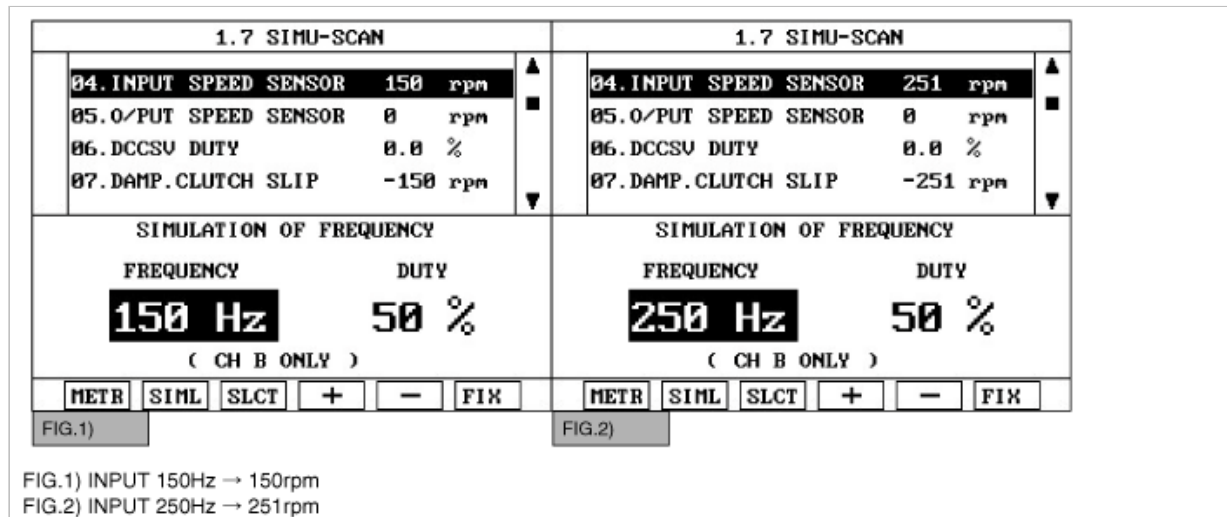 1.7 SIMU-SCAN
04.INPUT SPEED SENSOR 150 rpm
05.O/PUT SPEED SENSOR 0 rpm
06.DCCSV DUTY 0.0 %
07.DAMP.CLUTCH SLIP -150 rpm
SIMULATION OF FREQUENCY
FREQUENCY DUTY
150 Hz 50 %
( CH B ONLY )
METR SIML SLCT + - FIX
FIG.1)
1.7 SIMU-SCAN
04.INPUT SPEED SENSOR 251 rpm
05.O/PUT SPEED SENSOR 0 rpm
06.DCCSV DUTY 0.0 %
07.DAMP.CLUTCH SLIP -251 rpm
SIMULATION OF FREQUENCY
FREQUENCY DUTY
250 Hz 50 %
( CH B ONLY )
METR SIML SLCT + - FIX
FIG.2)
FIG.1) INPUT 150Hz → 150rpm
FIG.2) INPUT 250Hz → 251rpm